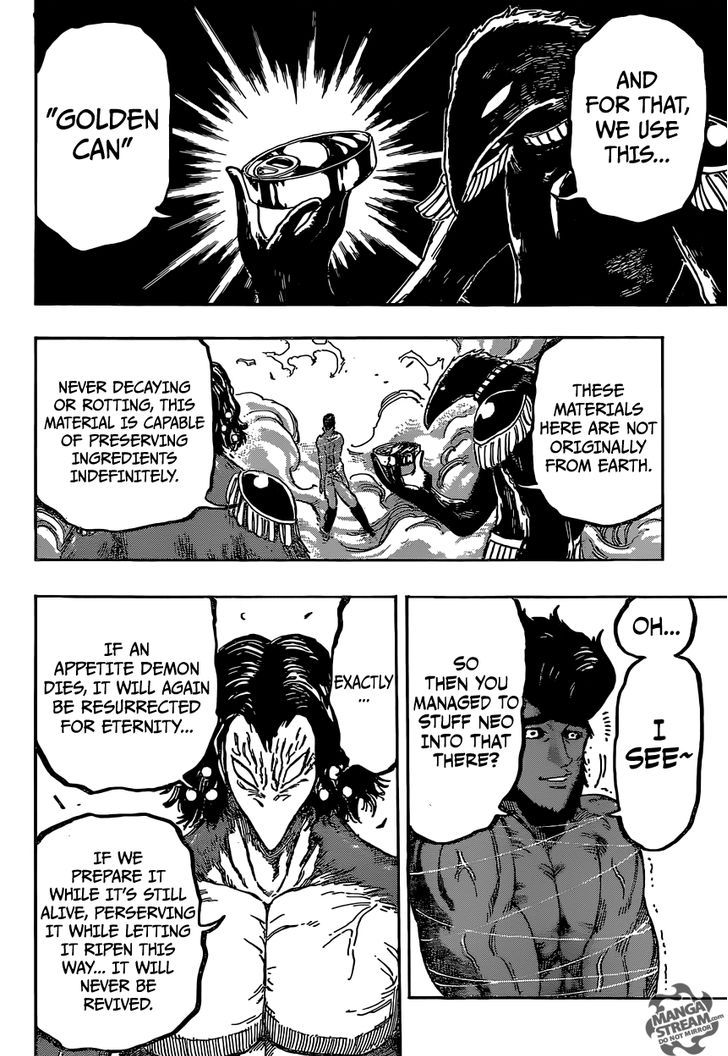 AND
FOR THAT,
WE USE
THIS...
"GOLDEN
CAN"
THESE
MATERIALS
HERE ARE NOT
ORIGINALLY
FROM EARTH.
NEVER DECAYING
OR ROTTING, THIS
MATERIAL IS CAPABLE
OF PRESERVING
INGREDIENTS
INDEFINITELY.
OH...
I
SEE~
SO
THEN YOU
MANAGED TO
STUFF NEO
INTO THAT
THERE?
EXACTLY
...
IF AN
APPETITE DEMON
DIES, IT WILL AGAIN
BE RESURRECTED
FOR ETERNITY...
IF WE
PREPARE IT
WHILE IT'S STILL
ALIVE, PERSERVING
IT WHILE LETTING
IT RIPEN THIS
WAY... IT WILL
NEVER BE
REVIVED.
MANGA
STREAM.com
DO NOT MIRROR